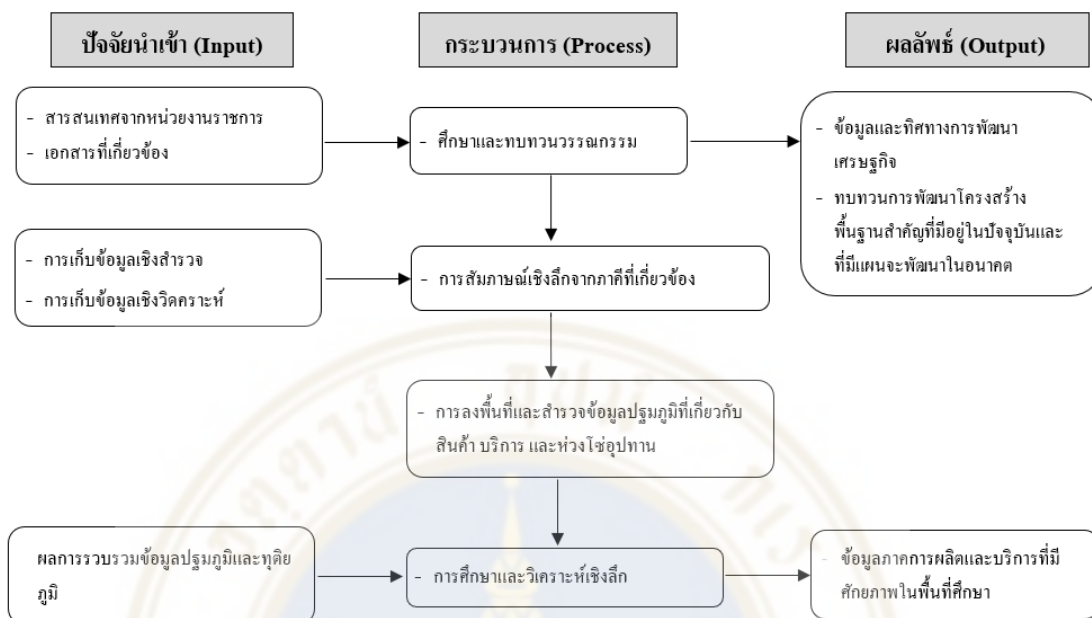 ปัจจัยนำเข้า (Input)
กระบวนการ (Process)
ผลลัพธ์ (Output)
- สารสนเทศจากหน่วยงานราชการ
- เอกสารที่เกี่ยวข้อง
- ศึกษาและทบทวนวรรณกรรม
- ข้อมูลและทิศทางการพัฒนา
เศรษฐกิจ
- ทบทวนการพัฒนาโครงสร้าง
พื้นฐานสำคัญที่มีอยู่ในปัจจุบันและ
ที่มีแผนจะพัฒนาในอนาคต
- การเก็บข้อมูลเชิงสำรวจ
- การเก็บข้อมูลเชิงวิดคราะห์
- การสัมภาษณ์เชิงลึกจากภาคีที่เกี่ยวข้อง
- การลงพื้นที่และสำรวจข้อมูลปฐมภูมิที่เกี่ยวกับ
สินค้า บริการ และห่วงโซ่อุปทาน
ผลการรวบรวมข้อมูลปฐมภูมิและทุติย
ภูมิ
- การศึกษาและวิเคราะห์เชิงลึก
- ข้อมูลภาคการผลิตและบริการที่มี
ศักยภาพในพื้นที่ศึกษา